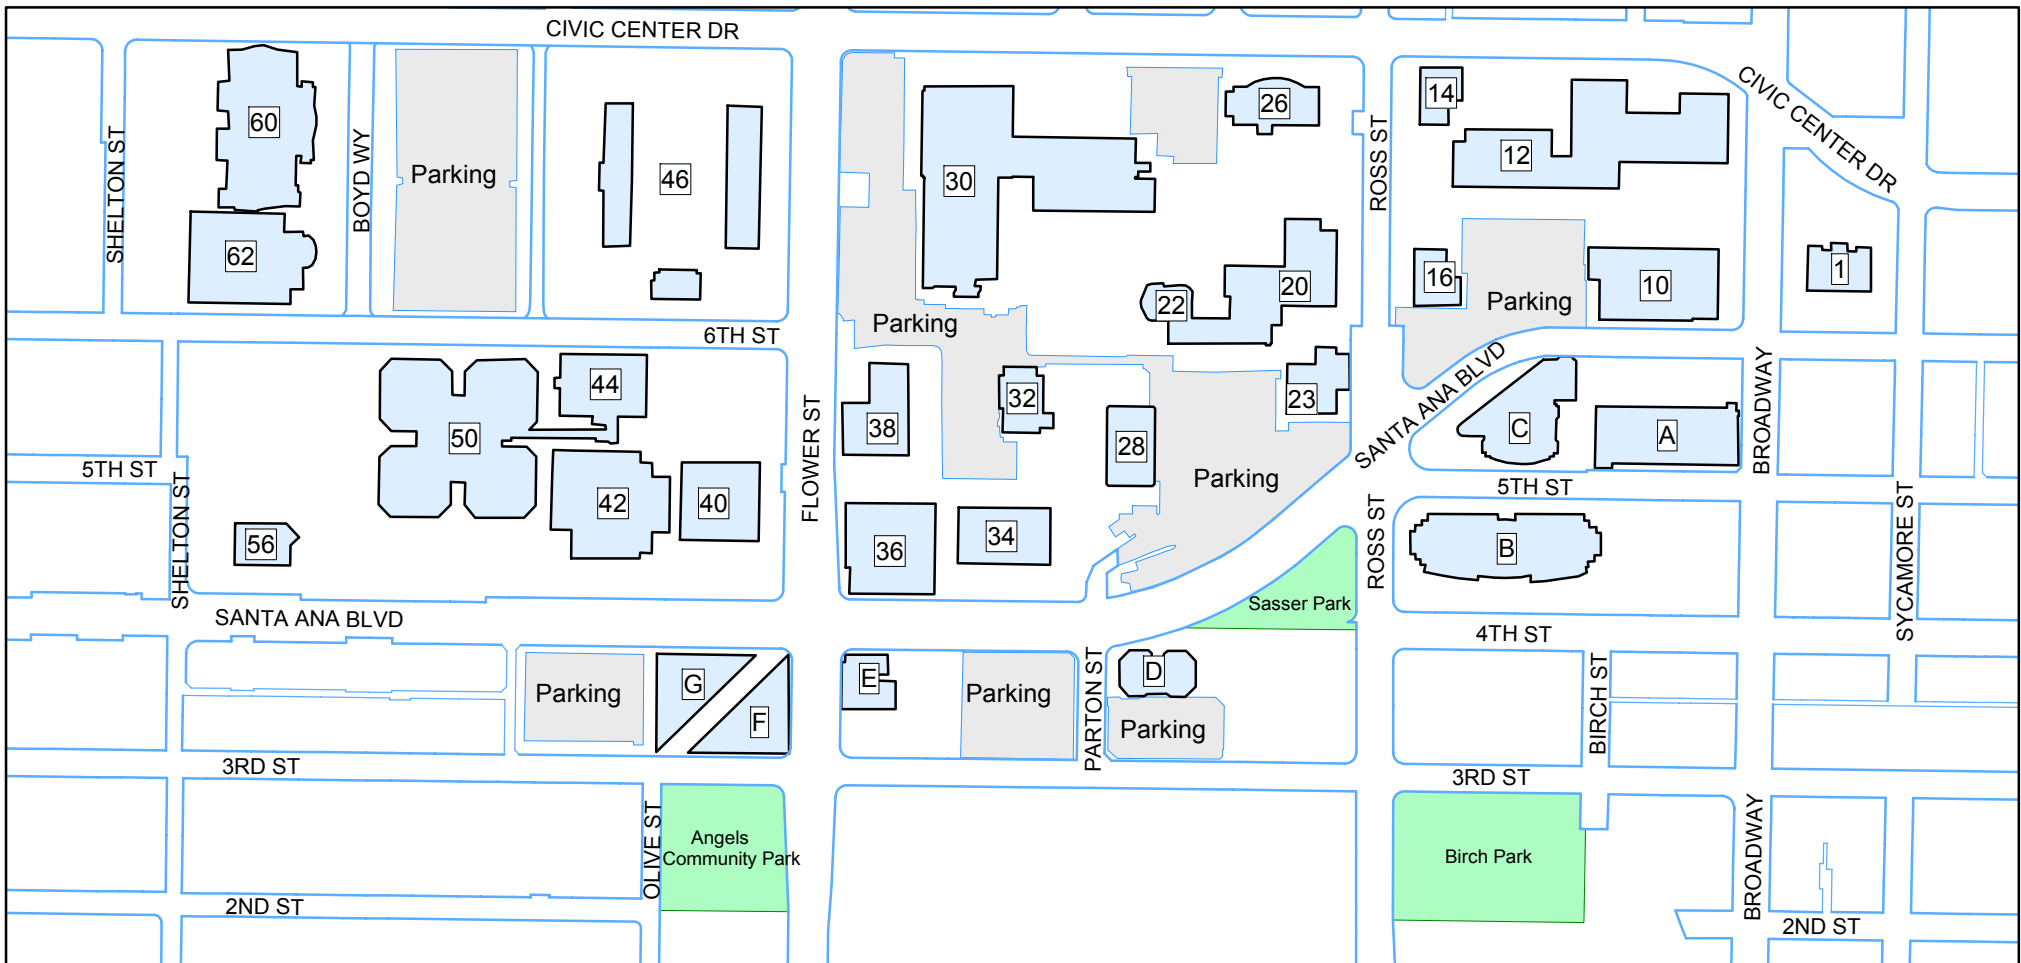 CIVIC CENTER DR
CIVIC CENTER DR
60
Parking
46
30
26
14
12
SHELTON ST
BOYD WY
ROSS ST
62
22
20
16
Parking
10
1
Parking
6TH ST
44
50
38
32
28
23
SANTA ANA BLVD
C
A
BROADWAY
5TH ST
SHELTON ST
42
40
FLOWER ST
Parking
5TH ST
56
36
34
ROSS ST
B
SYCAMORE ST
Sasser Park
SANTA ANA BLVD
4TH ST
Parking
G
F
E
Parking
PARTON ST
D
Parking
BIRCH ST
3RD ST
3RD ST
OLIVE ST
Angels
Community Park
Birch Park
BROADWAY
2ND ST
2ND ST